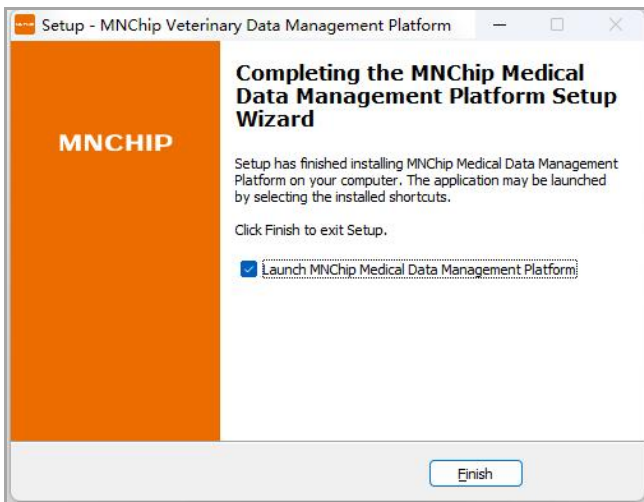 Setup - MNChip Veterinary Data Management Platform
MNCHIP
Completing the MNChip Medical
Data Management Platform Setup
Wizard
Setup has finished installing MNChip Medical Data Management
Platform on your computer. The application may be launched
by selecting the installed shortcuts.
Click Finish to exit Setup.
Launch MNChip Medical Data Management Platform
Finish